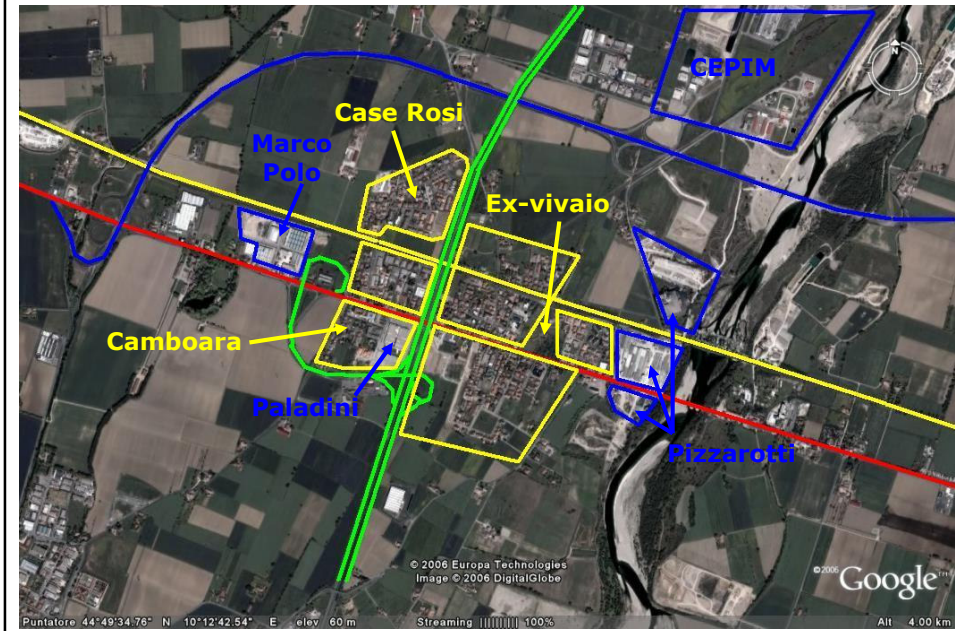 CEPIM
N
Case Rosi
Marco
Polo
Ex-vivaio
Camboara
Paladini
Pizzarotti
© 2006 Europa Technologies
Image © 2006 DigitalGlobe
©2006 Google™
Puntatore 44°49'34.76" N 10°12'42.54" E elev 60 m Streaming ||||||||| 100% Alt 4.00 km